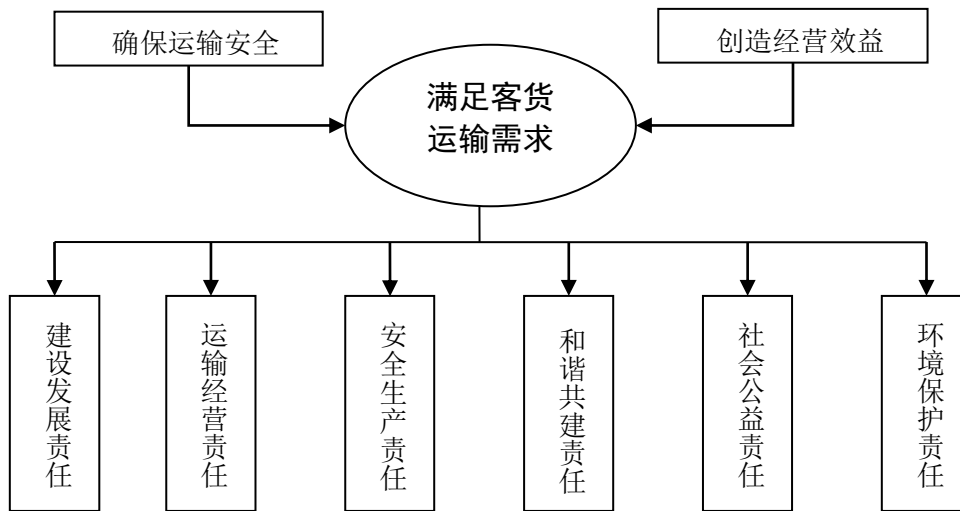 确保运输安全
创造经营效益
满足客货
运输需求
建设发展责任
运输经营责任
安全生产责任
和谐共建责任
社会公益责任
环境保护责任